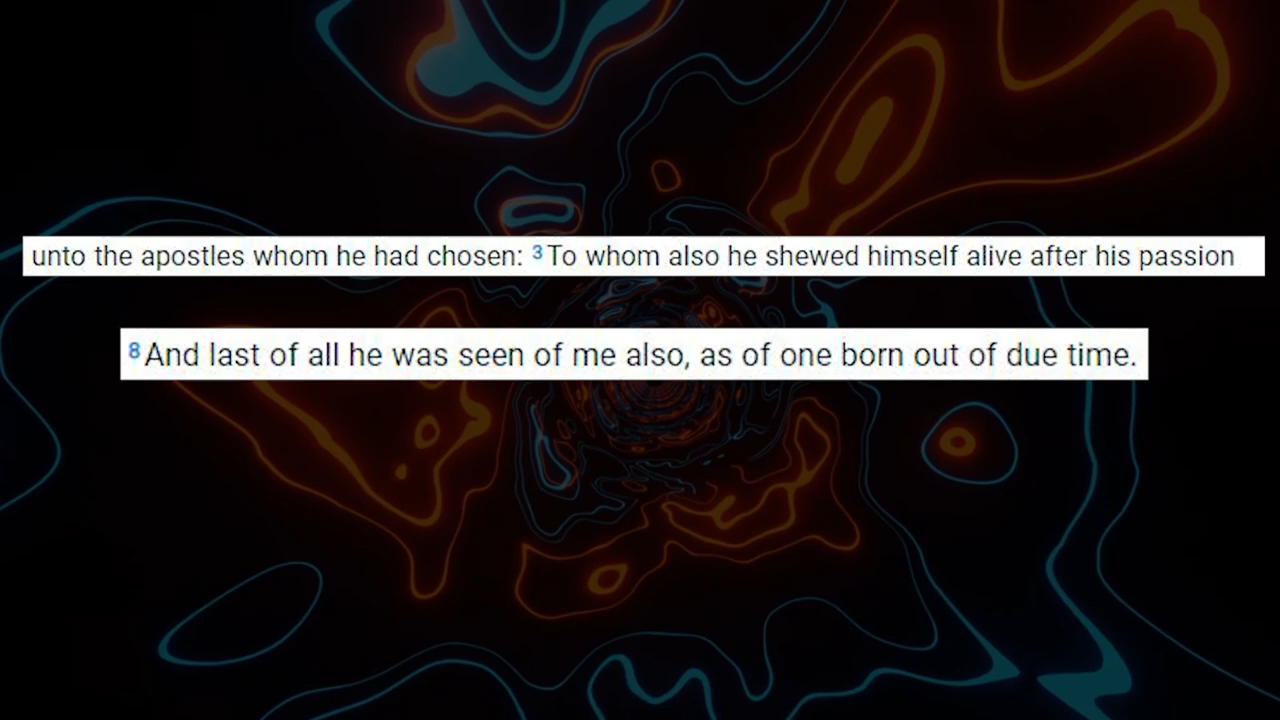 unto the apostles whom he had chosen: 3 To whom also he shewed himself alive after his passion
8 And last of all he was seen of me also, as of one born out of due time.